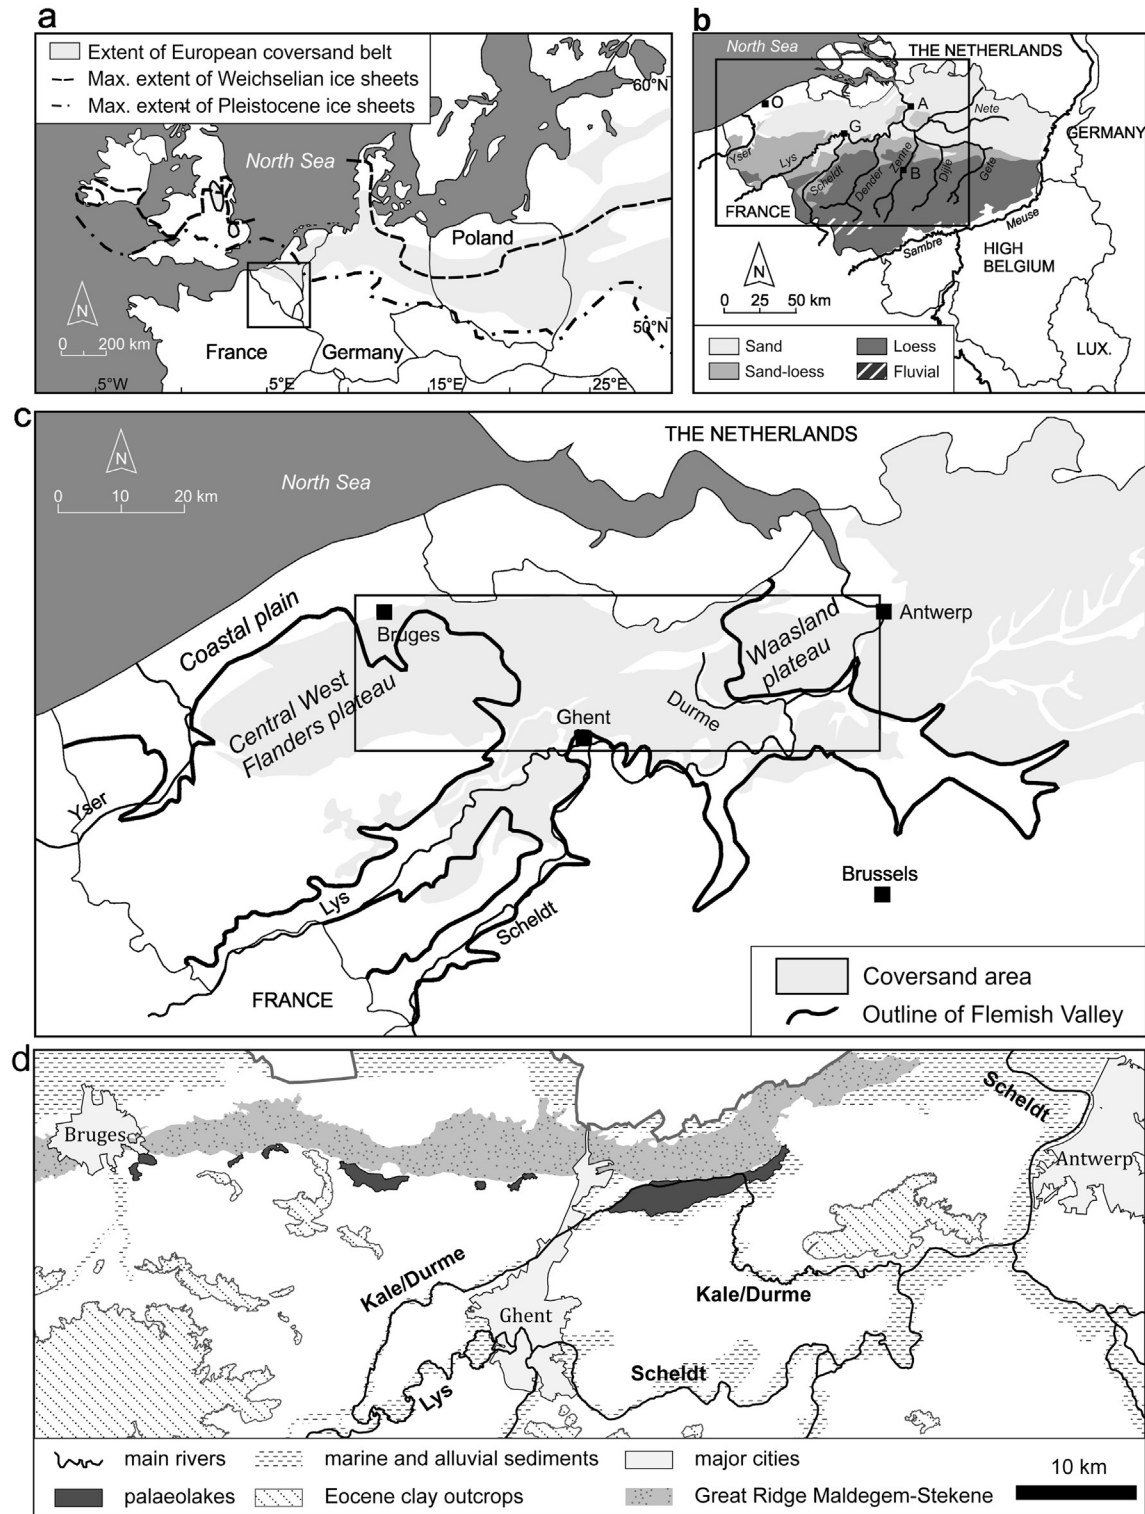 a
Extent of European coversand belt
Max. extent of Weichselian ice sheets
Max. extent of Pleistocene ice sheets
60°N
North Sea
Poland
N
0 200 km
50°N
France
Germany
5°W
5°E
15°E
25°E
b
North Sea
THE NETHERLANDS
O
A
Nete
G
GERMANY
Yser
Lys
Scheldt
Dender
Zenne
B
Dijle
Gete
FRANCE
Meuse
Sambre
HIGH
BELGIUM
N
0 25 50 km
LUX.
Sand
Loess
Sand-loess
Fluvial
c
THE NETHERLANDS
N
North Sea
0 10 20 km
Coastal plain
Bruges
Antwerp
Waasland
plateau
Central West
Flanders plateau
Durme
Ghent
Yser
Brussels
Lys
Scheldt
FRANCE
Coversand area
Outline of Flemish Valley
d
Scheldt
Bruges
Antwerp
Kale/Durme
Kale/Durme
Ghent
Scheldt
Lys
main rivers
marine and alluvial sediments
major cities
10 km
palaeolakes
Eocene clay outcrops
Great Ridge Maldegem-Stekene